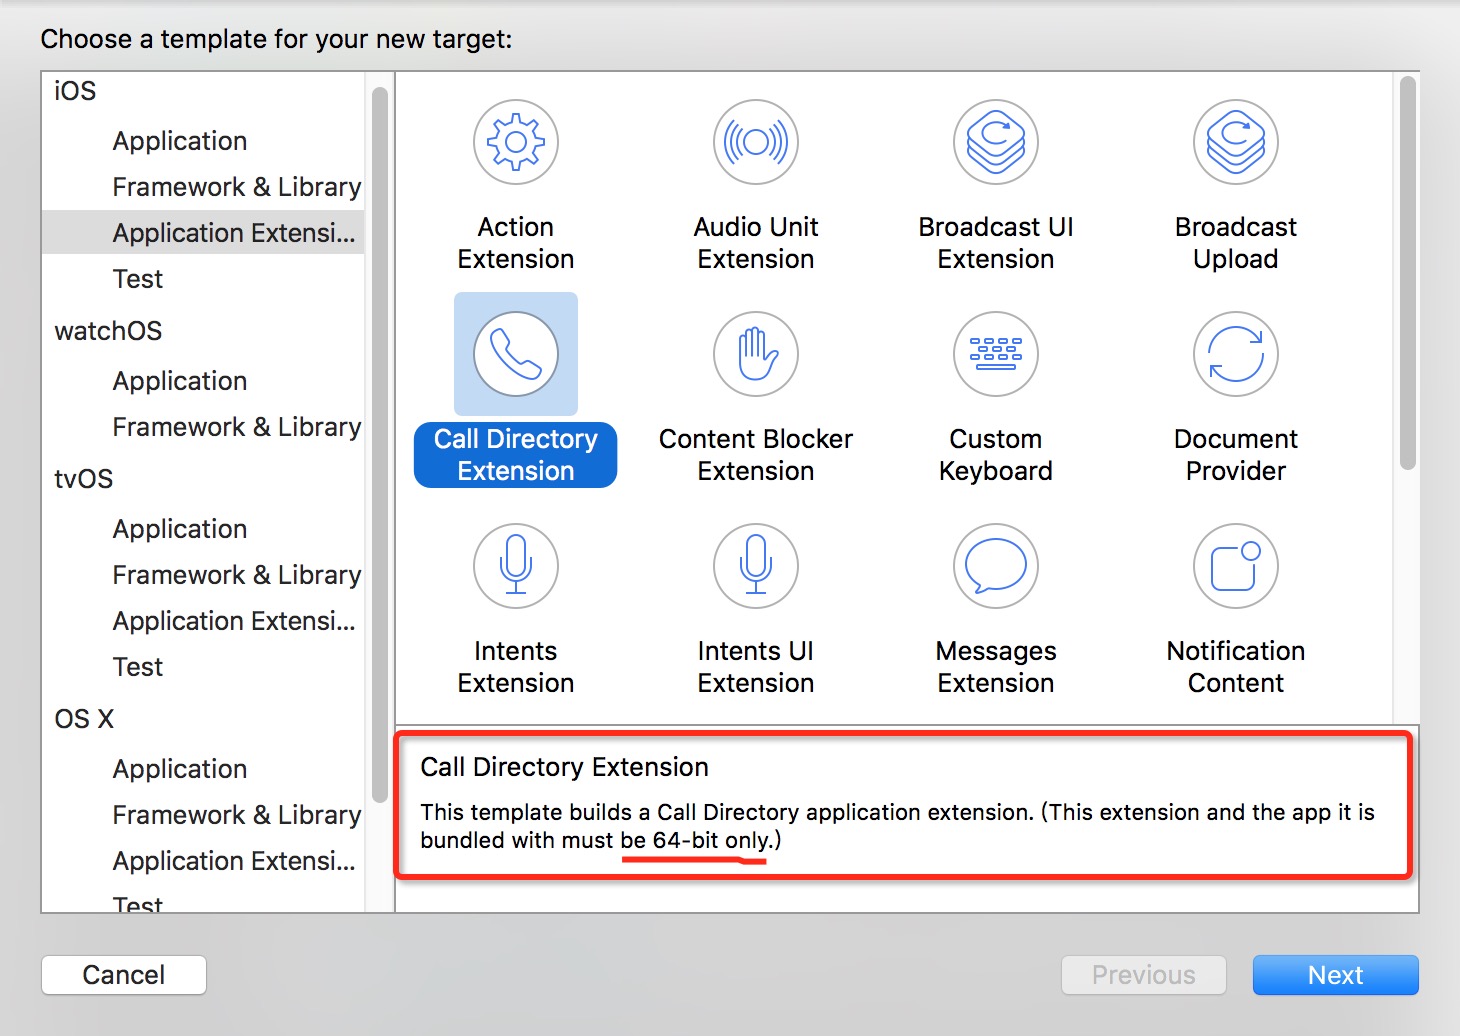 Choose a template for your new target:
iOS
Application
Framework & Library
Application Extensi...
Test
watchOS
Application
Framework & Library
tvOS
Application
Framework & Library
Application Extensi...
Test
OS X
Application
Framework & Library
Application Extensi...
Test
Action
Extension
Audio Unit
Extension
Broadcast UI
Extension
Broadcast
Upload
Call Directory
Extension
Content Blocker
Extension
Custom
Keyboard
Document
Provider
Intents
Extension
Intents UI
Extension
Messages
Extension
Notification
Content
Call Directory Extension
This template builds a Call Directory application extension. (This extension and the app it is
bundled with must be 64-bit only.)
Cancel
Previous
Next